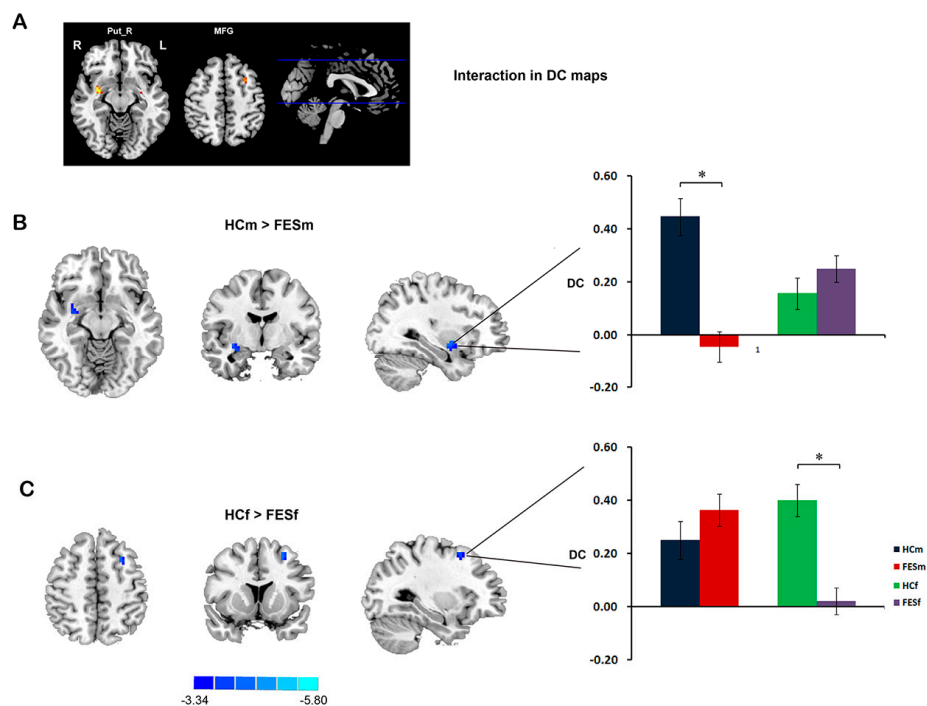 A
Put_R
MFG
R
L
Interaction in DC maps
B
HCm > FESm
DC
0.60
0.40
0.20
0.00
-0.20
*
1
C
HCf > FESf
DC
0.60
0.40
0.20
0.00
-0.20
*
HCm
FESm
HCf
FESf
-3.34
-5.80